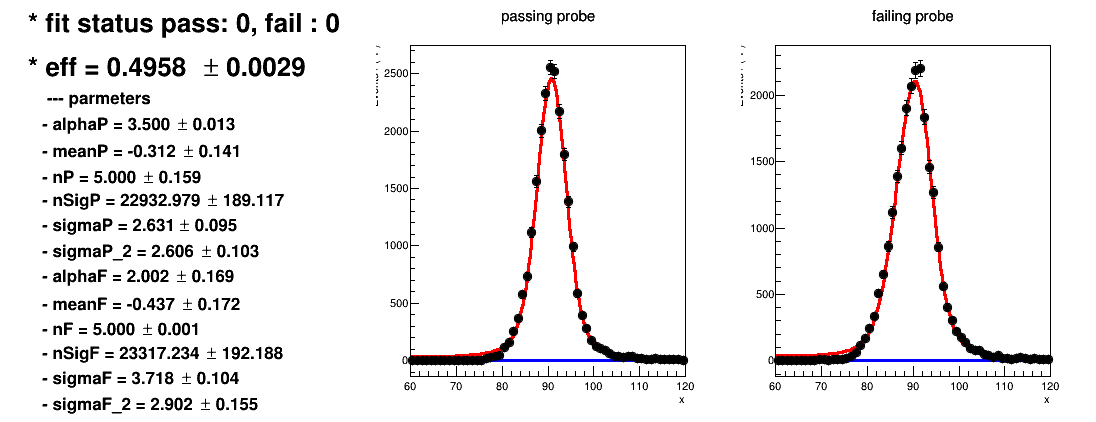 * fit status pass: 0, fail : 0
* eff = 0.4958 ± 0.0029
--- parmeters
- alphaP = 3.500 ± 0.013
- meanP = -0.312 ± 0.141
- nP = 5.000 ± 0.159
- nSigP = 22932.979 ± 189.117
- sigmaP = 2.631 ± 0.095
- sigmaP_2 = 2.606 ± 0.103
- alphaF = 2.002 ± 0.169
- meanF = -0.437 ± 0.172
- nF = 5.000 ± 0.001
- nSigF = 23317.234 ± 192.188
- sigmaF = 3.718 ± 0.104
- sigmaF_2 = 2.902 ± 0.155
passing probe
2500
2000
1500
1000
500
0
60 70 80 90 100 110 120
x
failing probe
2000
1500
1000
500
0
60 70 80 90 100 110 120
x